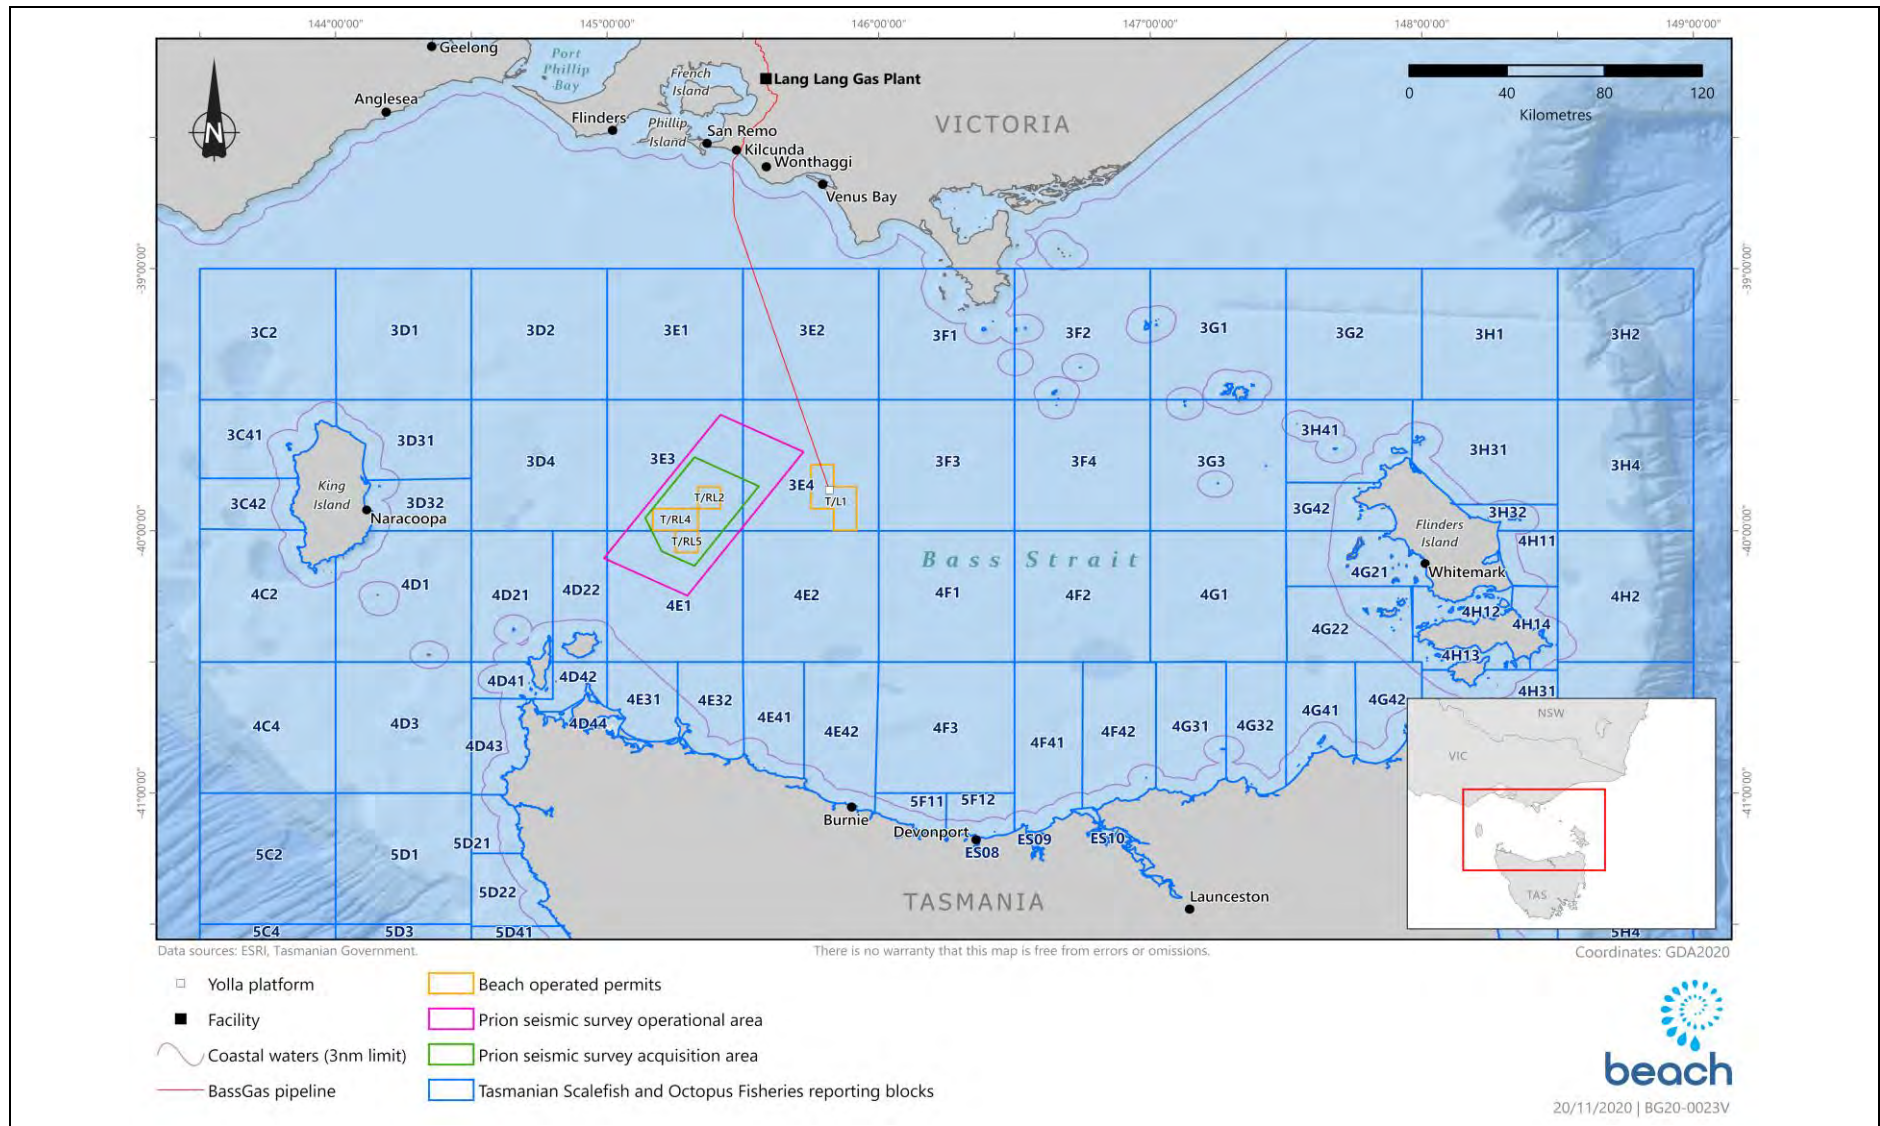 144°00'00"
145°00'00"
146°00'00"
147°00'00"
148°00'00"
149°00'00"
Geelong
Port
Phillip
Bay
French
Island
Lang Lang Gas Plant
0 40 80 120
Kilometres
N
Anglesea
Flinders
Phillip
Island
San Remo
Kilcunda
Wonthaggi
Venus Bay
VICTORIA
-39°00'00"
-39°00'00"
3C2
3D1
3D2
3E1
3E2
3F1
3F2
3G1
3G2
3H1
3H2
3C41
3D31
3D4
3E3
3E4
3F3
3F4
3G3
3H41
3H31
3H4
King
Island
3C42
3D32
Naracoopa
T/RL2
T/RL4
T/RL5
T/L1
3G42
3H32
Flinders
Island
-40°00'00"
-40°00'00"
Bass Strait
4H11
4G21
Whitemark
4C2
4D1
4D21
4D22
4E1
4E2
4F1
4F2
4G1
4G22
4H12
4H14
4H2
4H13
4D41
4D42
4E31
4E32
4E41
4E42
4F3
4F41
4F42
4G31
4G32
4G41
4G42
4H31
4C4
4D3
4D43
4D44
-41°00'00"
-41°00'00"
Burnie
5F11
5F12
Devonport
ES08
ES09
ES10
5C2
5D1
5D21
5D22
TASMANIA
Launceston
5C4
5D3
5D41
5H4
NSW
VIC
TAS
Data sources: ESRI, Tasmanian Government.
There is no warranty that this map is free from errors or omissions.
Coordinates: GDA2020
Yolla platform
Facility
Coastal waters (3nm limit)
BassGas pipeline
Beach operated permits
Prion seismic survey operational area
Prion seismic survey acquisition area
Tasmanian Scalefish and Octopus Fisheries reporting blocks
beach
20/11/2020 | BG20-0023V